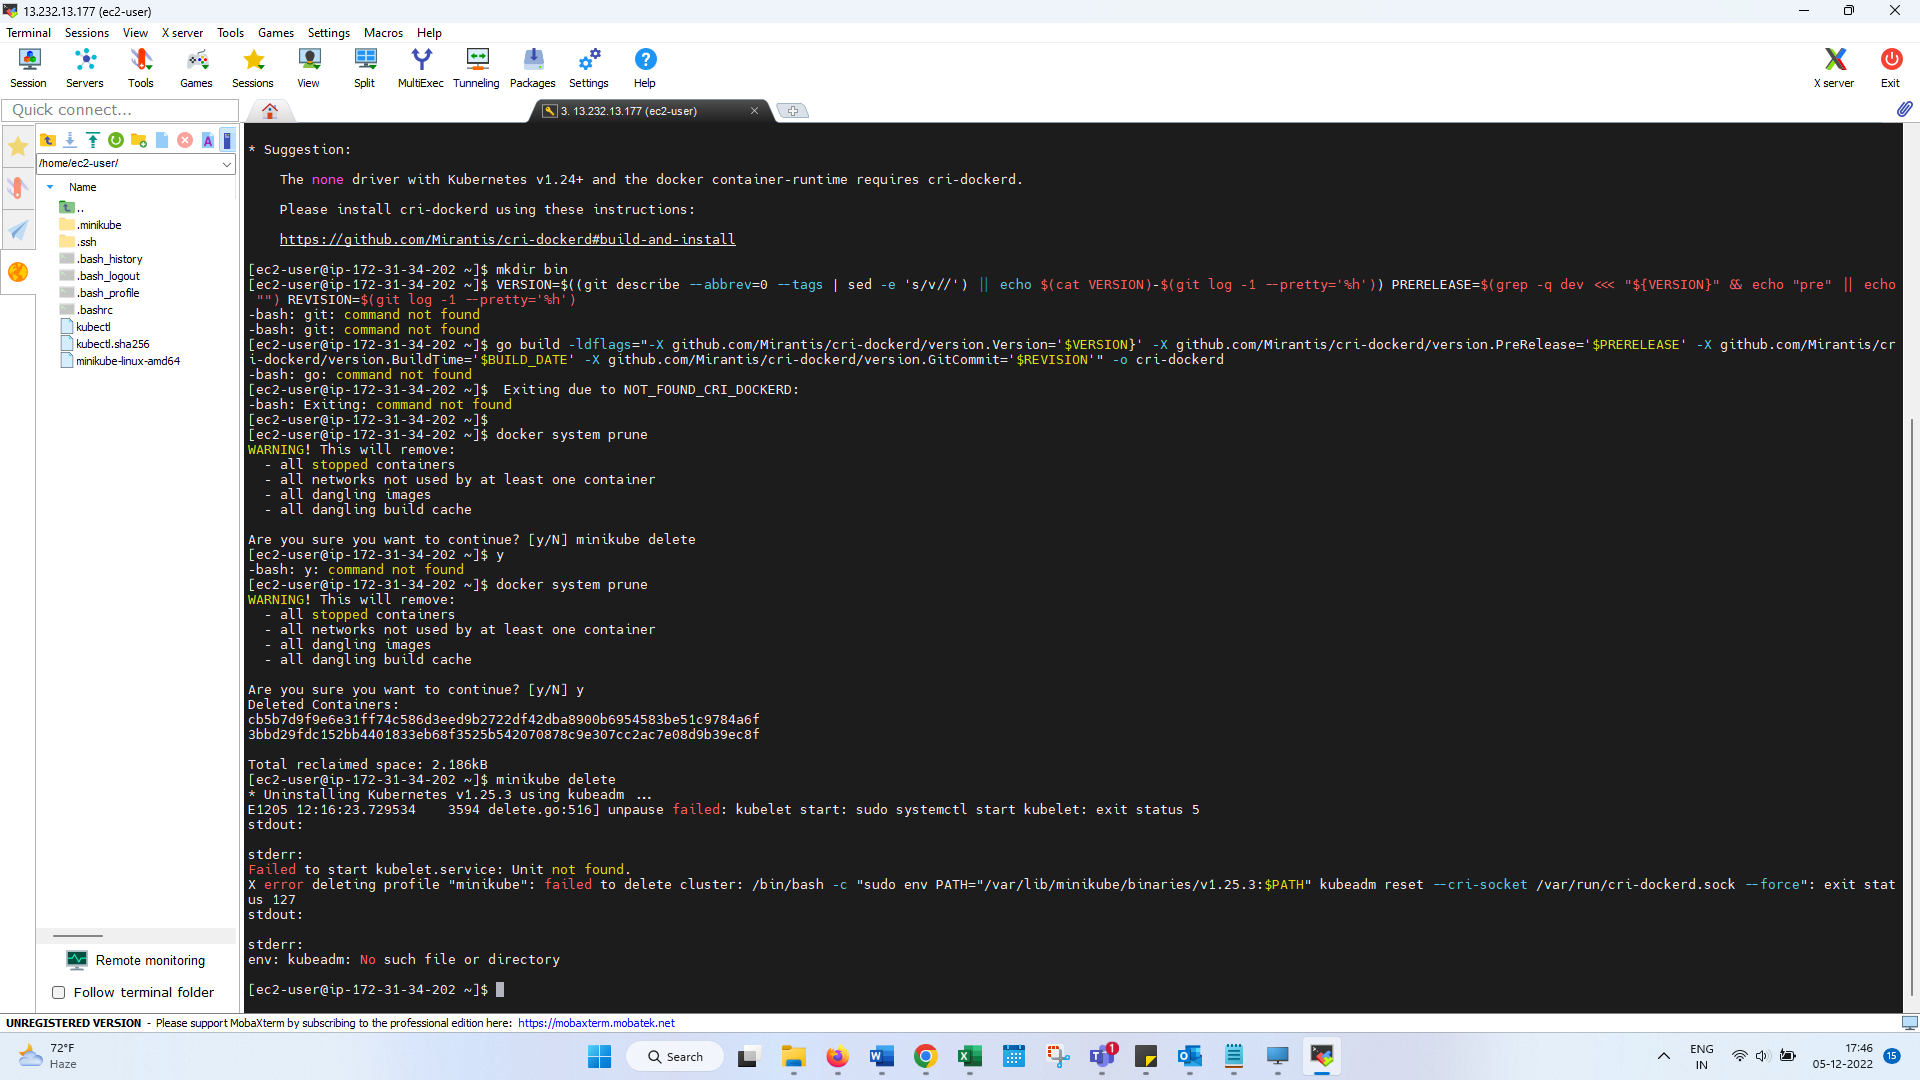 13.232.13.177 (ec2-user)
Terminal Sessions View X server Tools Games Settings Macros Help
Session Servers Tools Games Sessions View Split MultiExec Tunneling Packages Settings Help X server Exit
Quick connect...
3. 13.232.13.177 (ec2-user)
/home/ec2-user/
Name
..
.minikube
.ssh
.bash_history
.bash_logout
.bash_profile
.bashrc
kubectl
kubectl.sha256
minikube-linux-amd64
Remote monitoring
Follow terminal folder
* Suggestion:
The none driver with Kubernetes v1.24+ and the docker container-runtime requires cri-dockerd.
Please install cri-dockerd using these instructions:
https://github.com/Mirantis/cri-dockerd#build-and-install
[ec2-user@ip-172-31-34-202 ~]$ mkdir bin
[ec2-user@ip-172-31-34-202 ~]$ VERSION=$((git describe --abbrev=0 --tags | sed -e 's/v//') || echo $(cat VERSION)-$(git log -1 --pretty='%h')) PRERELEASE=$(grep -q dev <<< "${VERSION}" && echo "pre" || echo
"") REVISION=$(git log -1 --pretty='%h')
-bash: git: command not found
-bash: git: command not found
[ec2-user@ip-172-31-34-202 ~]$ go build -ldflags="-X github.com/Mirantis/cri-dockerd/version.Version='$VERSION}' -X github.com/Mirantis/cri-dockerd/version.PreRelease='$PRERELEASE' -X github.com/Mirantis/cr
i-dockerd/version.BuildTime='$BUILD_DATE' -X github.com/Mirantis/cri-dockerd/version.GitCommit='$REVISION'" -o cri-dockerd
-bash: go: command not found
[ec2-user@ip-172-31-34-202 ~]$  Exiting due to NOT_FOUND_CRI_DOCKERD:
-bash: Exiting: command not found
[ec2-user@ip-172-31-34-202 ~]$
[ec2-user@ip-172-31-34-202 ~]$ docker system prune
WARNING! This will remove:
- all stopped containers
- all networks not used by at least one container
- all dangling images
- all dangling build cache
Are you sure you want to continue? [y/N] minikube delete
[ec2-user@ip-172-31-34-202 ~]$ y
-bash: y: command not found
[ec2-user@ip-172-31-34-202 ~]$ docker system prune
WARNING! This will remove:
- all stopped containers
- all networks not used by at least one container
- all dangling images
- all dangling build cache
Are you sure you want to continue? [y/N] y
Deleted Containers:
cb5b7d9f9e6e31ff74c586d3eed9b2722df42dba8900b6954583be51c9784a6f
3bbd29fdc152bb4401833eb68f3525b542070878c9e307cc2ac7e08d9b39ec8f
Total reclaimed space: 2.186kB
[ec2-user@ip-172-31-34-202 ~]$ minikube delete
* Uninstalling Kubernetes v1.25.3 using kubeadm ...
E1205 12:16:23.729534    3594 delete.go:516] unpause failed: kubelet start: sudo systemctl start kubelet: exit status 5
stdout:
stderr:
Failed to start kubelet.service: Unit not found.
X error deleting profile "minikube": failed to delete cluster: /bin/bash -c "sudo env PATH="/var/lib/minikube/binaries/v1.25.3:$PATH" kubeadm reset --cri-socket /var/run/cri-dockerd.sock --force": exit stat
us 127
stdout:
stderr:
env: kubeadm: No such file or directory
[ec2-user@ip-172-31-34-202 ~]$
UNREGISTERED VERSION - Please support MobaXterm by subscribing to the professional edition here: https://mobaxterm.mobatek.net
72°F
Haze
Search
1
ENG
IN
17:46
05-12-2022
15